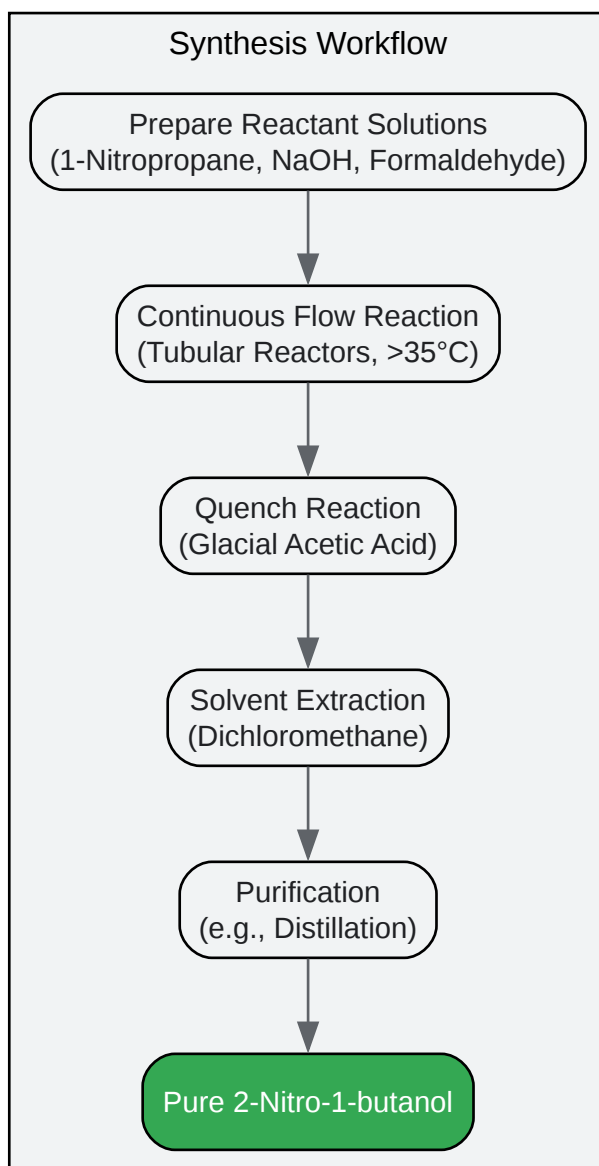 Synthesis Workflow
Prepare Reactant Solutions
(1-Nitropropane, NaOH, Formaldehyde)
Continuous Flow Reaction
(Tubular Reactors, >35°C)
Quench Reaction
(Glacial Acetic Acid)
Solvent Extraction
(Dichloromethane)
Purification
(e.g., Distillation)
Pure 2-Nitro-1-butanol